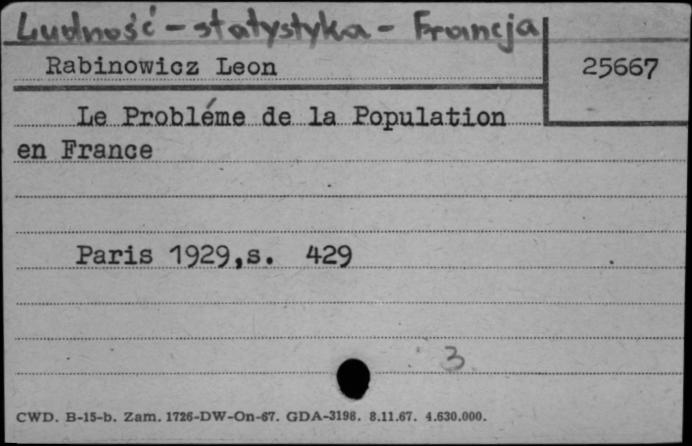 Ludność - statystyka - Francja
Rabinowicz Leon
25667
Le Probléme de la Population
en France
Paris 1929,s. 429
3
CWD. B-15-b. Zam. 1726-DW-On-67. GDA-3198. 8.11.67. 4.630.000.